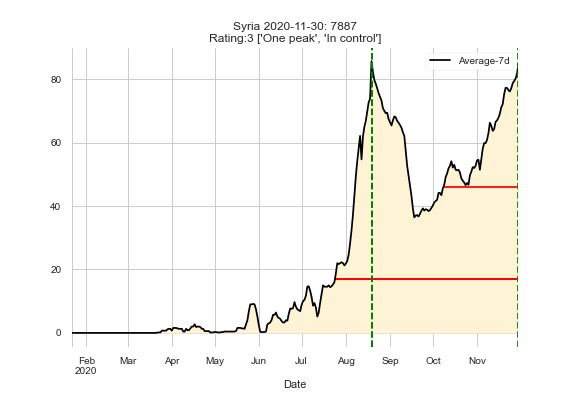 Syria 2020-11-30: 7887
Rating:3 ['One peak', 'In control']
Average-7d
80
60
40
20
0
Feb Mar Apr May Jun Jul Aug Sep Oct Nov
2020
Date